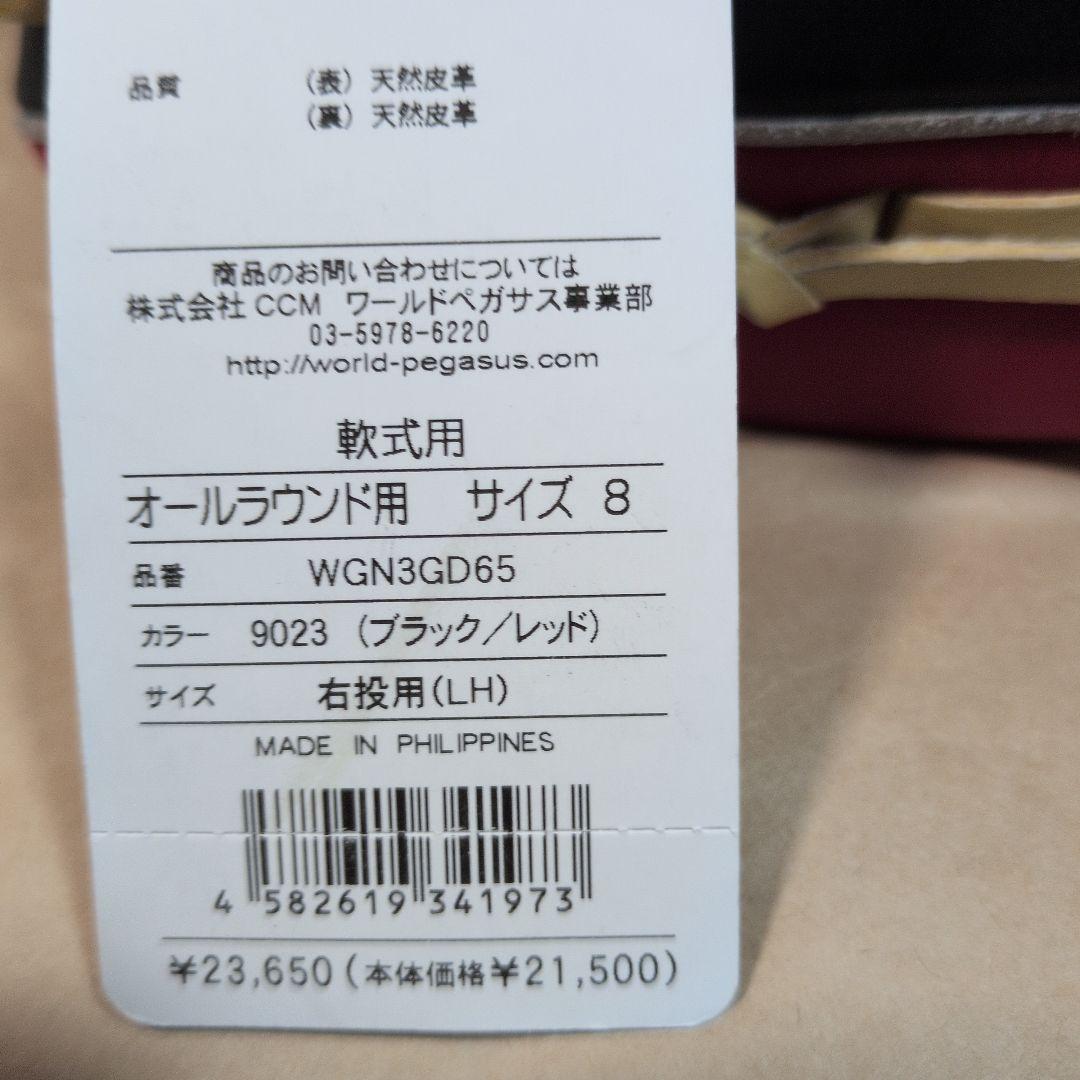 品質 (表) 天然皮革
(裏) 天然皮革
商品のお問い合わせについては
株式会社 CCM ワールドペガサス事業部
03-5978-6220
http://world-pegasus.com
軟式用
オールラウンド用 サイズ 8
品番 WGN3GD65
カラー 9023 (ブラック/レッド)
サイズ 右投用(LH)
MADE IN PHILIPPINES
4 582619 341973
¥23,650 (本体価格¥21,500)